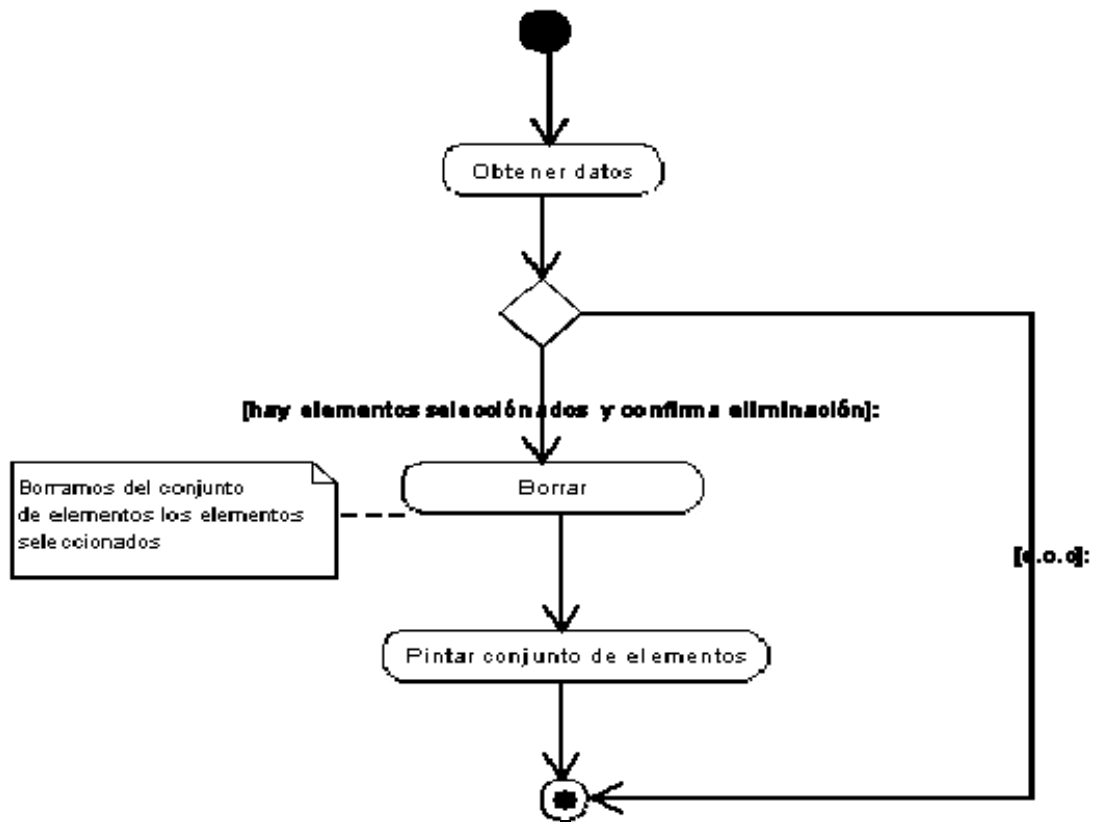 Obtener datos
[hay elementos selecciónados y confirma eliminación]:
Borrar
Borramos del conjunto
de elementos los elementos
seleccionados
[e.o.c]:
Pintar conjunto de elementos